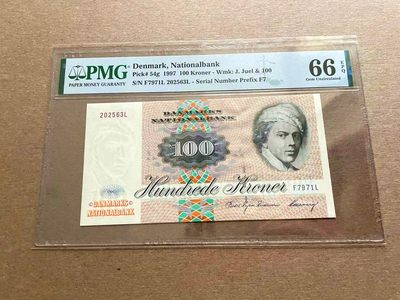 PMG
PAPER MONEY GUARANTY
Denmark, Nationalbank
Pick# 54g 1997 100 Kroner - Wmk: J. Juel & 100
S/N F7971L 202563L - Serial Number Prefix F7
66 EPQ
Gem Uncirculated
202563L
DANMARKS
NATIONALBANK
100
Hundrede Kroner
F7971L
DANMARKS
NATIONALBANK